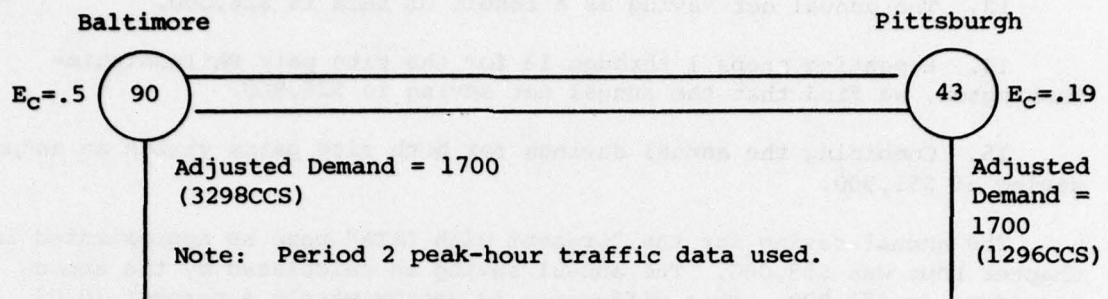 Baltimore
Pittsburgh
E_C=.5
90
43
E_C=.19
Adjusted Demand = 1700
(3298CCS)
Adjusted
Demand =
1700
(1296CCS)
Note: Period 2 peak-hour traffic data used.